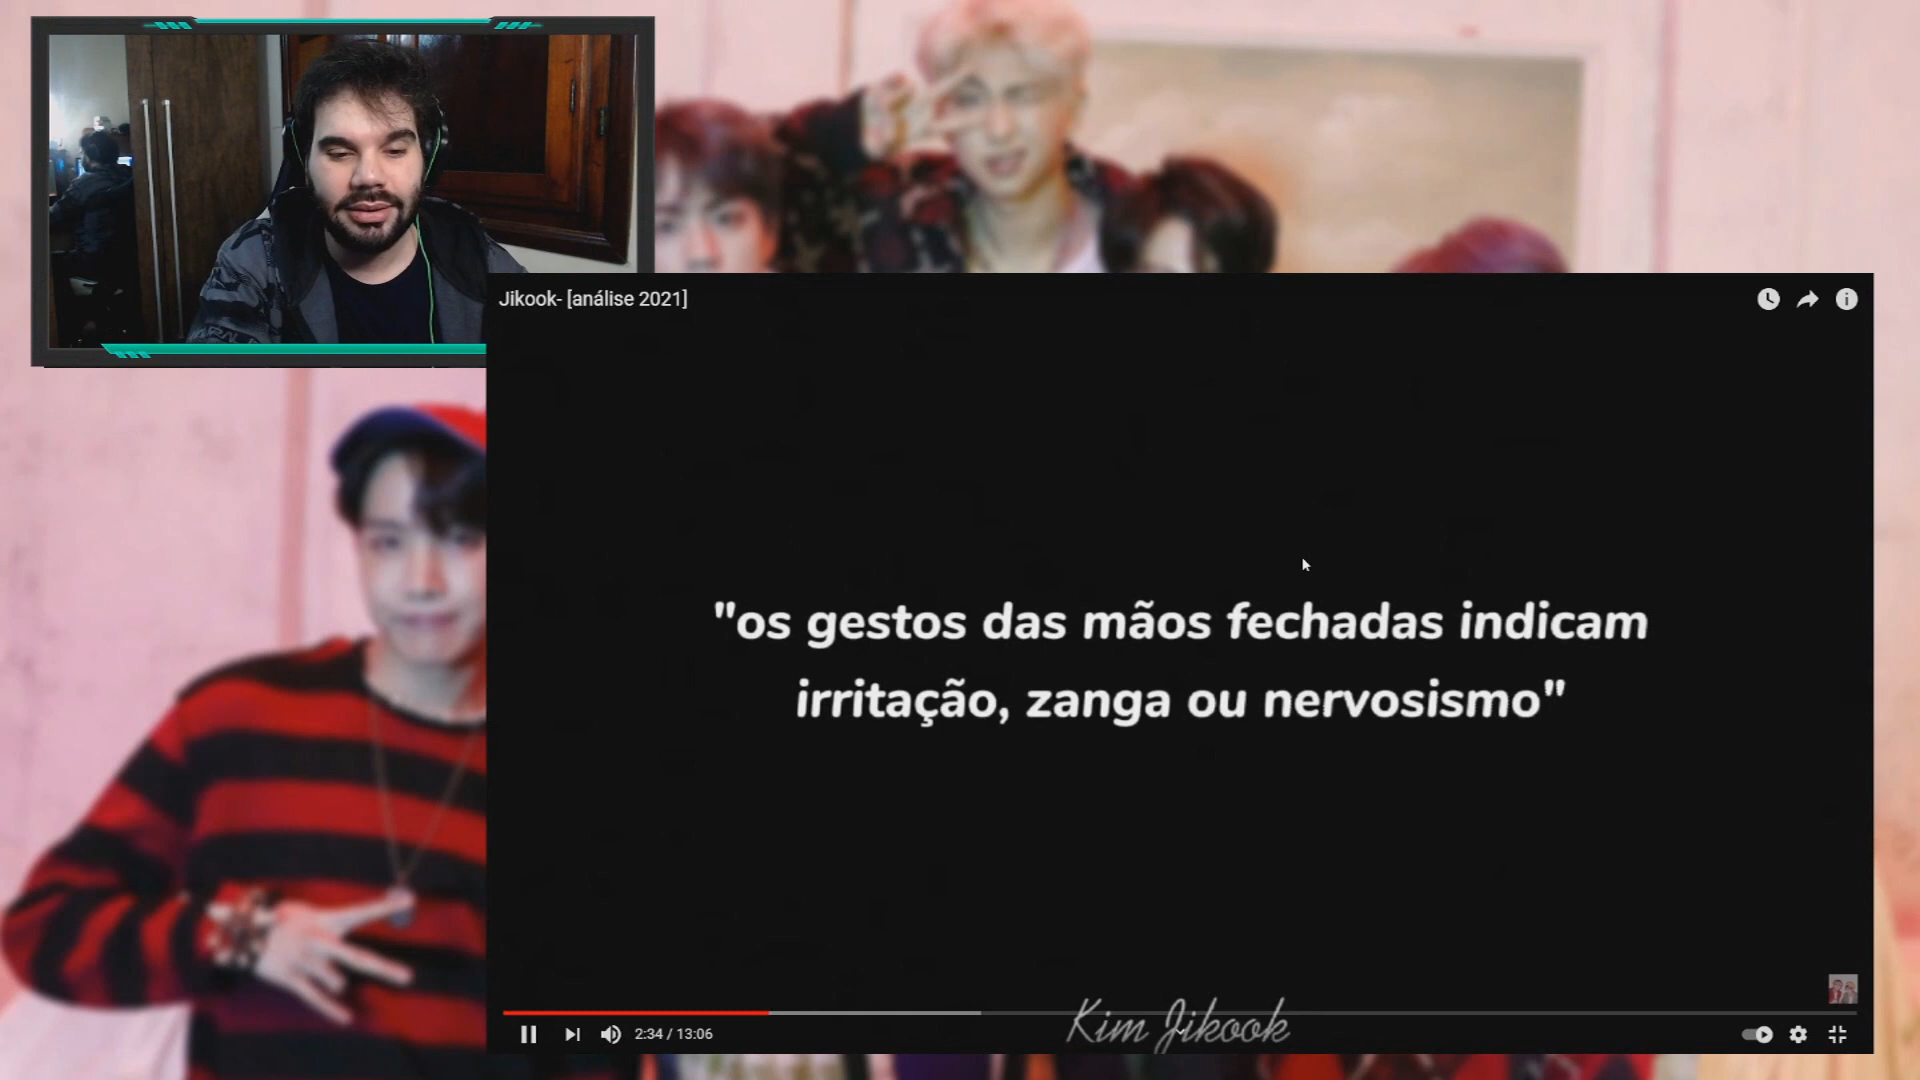 Jikook- [análise 2021]
"os gestos das mãos fechadas indicam
irritação, zanga ou nervosismo"
Kim Jikook
2:34 / 13:06